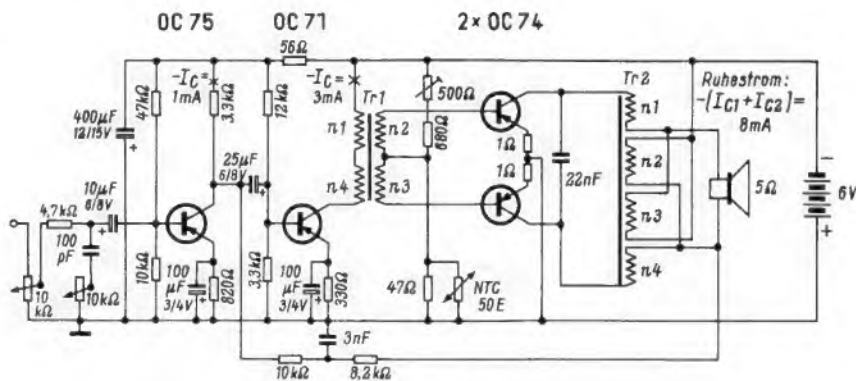 OC 75 OC 71 2× OC 74
56Ω
-I_C =
1mA
-I_C =
3mA
Tr1
Tr2
Ruhestrom:
-(I_C1 + I_C2) =
8mA
47kΩ
3,3kΩ
12kΩ
500Ω
680Ω
400µF
12/15V
+
n1
n2
n4
n3
1Ω
1Ω
22nF
n1
n2
n3
n4
5Ω
6V
−
+
25µF
6/8V
+
10µF
6/8V
+
4,7kΩ
100
pF
10
kΩ
10kΩ
10kΩ
100
µF
3/4V
+
820Ω
3,3kΩ
100
µF
3/4V
+
330Ω
47Ω
NTC
50E
3nF
10kΩ
8,2kΩ